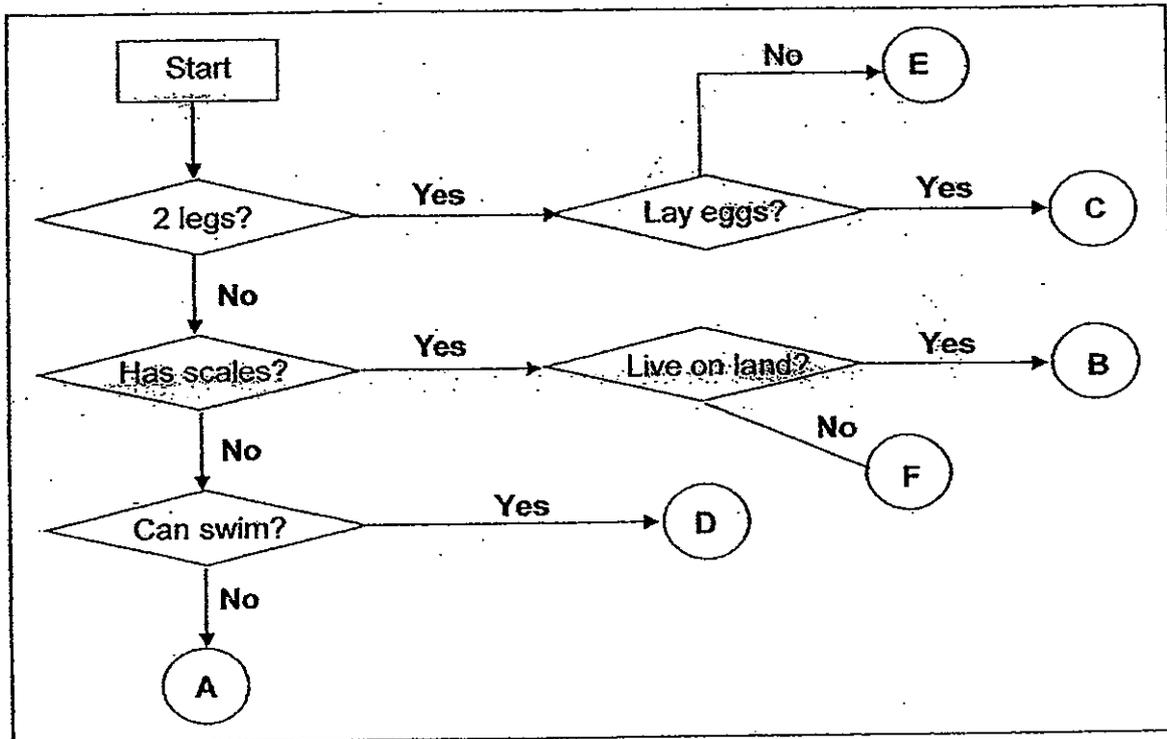 No
E
Start
2 legs?
Yes
Lay eggs?
Yes
C
No
Has scales?
Yes
Live on land?
Yes
B
No
F
No
Can swim?
Yes
D
No
A